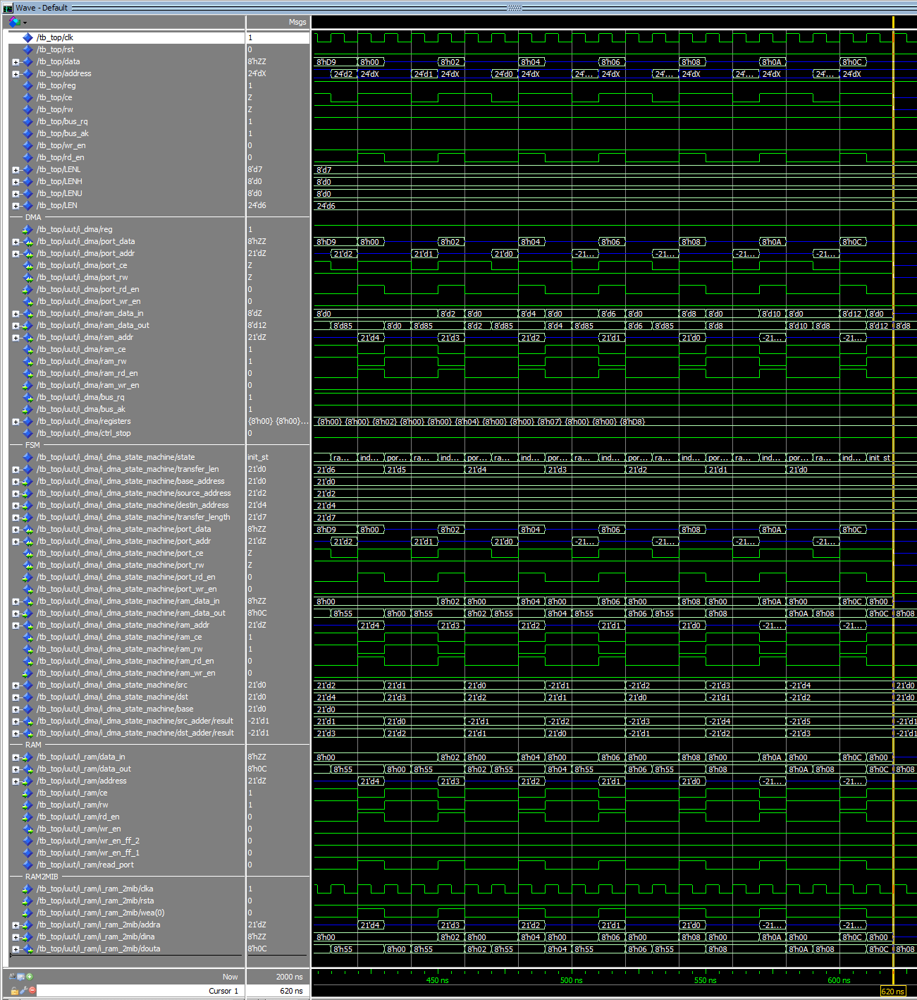 Wave - Default
Msgs
/tb_top/clk 1
/tb_top/rst 0
/tb_top/data 8'hZZ 8'hD9 8'h00 8'h02 8'h04 8'h06 8'h08 8'h0A 8'h0C
/tb_top/address 24'dX 24'd2 24'dX 24'd1 24'dX 24'd0 24'dX 24'... 24'dX 24'... 24'dX 24'... 24'dX 24'... 24'dX
/tb_top/reg 1
/tb_top/ce Z
/tb_top/rw Z
/tb_top/bus_rq 1
/tb_top/bus_ak 1
/tb_top/wr_en 0
/tb_top/rd_en 0
/tb_top/LENL 8'd7 8'd7
/tb_top/LENH 8'd0 8'd0
/tb_top/LENU 8'd0 8'd0
/tb_top/LEN 24'd6 24'd6
DMA
/tb_top/uut/i_dma/reg 1
/tb_top/uut/i_dma/port_data 8'hZZ 8'hD9 8'h00 8'h02 8'h04 8'h06 8'h08 8'h0A 8'h0C
/tb_top/uut/i_dma/port_addr 21'dZ 21'd2 21'd1 21'd0 -21... -21... -21... -21...
/tb_top/uut/i_dma/port_ce Z
/tb_top/uut/i_dma/port_rw Z
/tb_top/uut/i_dma/port_rd_en 0
/tb_top/uut/i_dma/port_wr_en 0
/tb_top/uut/i_dma/ram_data_in 8'dZ 8'd0 8'd2 8'd0 8'd4 8'd0 8'd6 8'd0 8'd8 8'd0 8'd10 8'd0 8'd12 8'd0
/tb_top/uut/i_dma/ram_data_out 8'd12 8'd85 8'd0 8'd85 8'd2 8'd85 8'd4 8'd85 8'd6 8'd85 8'd8 8'd10 8'd8 8'd12 8'd8
/tb_top/uut/i_dma/ram_addr 21'dZ 21'd4 21'd3 21'd2 21'd1 21'd0 -21... -21...
/tb_top/uut/i_dma/ram_ce 1
/tb_top/uut/i_dma/ram_rw 1
/tb_top/uut/i_dma/ram_rd_en 0
/tb_top/uut/i_dma/ram_wr_en 0
/tb_top/uut/i_dma/bus_rq 1
/tb_top/uut/i_dma/bus_ak 1
/tb_top/uut/i_dma/registers {8'h00} {8'h00}... {8'h00} {8'h00} {8'h02} {8'h00} {8'h00} {8'h04} {8'h00} {8'h00} {8'h07} {8'h00} {8'h00} {8'hD8}
/tb_top/uut/i_dma/ctrl_stop 0
FSM
/tb_top/uut/i_dma/i_dma_state_machine/state init_st ra... ind... por... ra... ind... por... ra... ind... por... ra... ind... por... ra... ind... por... ra... ind... por... ra... ind... init_st
/tb_top/uut/i_dma/i_dma_state_machine/transfer_len 21'd0 21'd6 21'd5 21'd4 21'd3 21'd2 21'd1 21'd0
/tb_top/uut/i_dma/i_dma_state_machine/base_address 21'd0 21'd0
/tb_top/uut/i_dma/i_dma_state_machine/source_address 21'd2 21'd2
/tb_top/uut/i_dma/i_dma_state_machine/destin_address 21'd4 21'd4
/tb_top/uut/i_dma/i_dma_state_machine/transfer_length 21'd7 21'd7
/tb_top/uut/i_dma/i_dma_state_machine/port_data 8'hZZ 8'hD9 8'h00 8'h02 8'h04 8'h06 8'h08 8'h0A 8'h0C
/tb_top/uut/i_dma/i_dma_state_machine/port_addr 21'dZ 21'd2 21'd1 21'd0 -21... -21... -21... -21...
/tb_top/uut/i_dma/i_dma_state_machine/port_ce Z
/tb_top/uut/i_dma/i_dma_state_machine/port_rw Z
/tb_top/uut/i_dma/i_dma_state_machine/port_rd_en 0
/tb_top/uut/i_dma/i_dma_state_machine/port_wr_en 0
/tb_top/uut/i_dma/i_dma_state_machine/ram_data_in 8'hZZ 8'h00 8'h02 8'h00 8'h04 8'h00 8'h06 8'h00 8'h08 8'h00 8'h0A 8'h00 8'h0C 8'h00
/tb_top/uut/i_dma/i_dma_state_machine/ram_data_out 8'h0C 8'h55 8'h00 8'h55 8'h02 8'h55 8'h04 8'h55 8'h06 8'h55 8'h08 8'h0A 8'h08 8'h0C 8'h08
/tb_top/uut/i_dma/i_dma_state_machine/ram_addr 21'dZ 21'd4 21'd3 21'd2 21'd1 21'd0 -21... -21...
/tb_top/uut/i_dma/i_dma_state_machine/ram_ce 1
/tb_top/uut/i_dma/i_dma_state_machine/ram_rw 1
/tb_top/uut/i_dma/i_dma_state_machine/ram_rd_en 0
/tb_top/uut/i_dma/i_dma_state_machine/ram_wr_en 0
/tb_top/uut/i_dma/i_dma_state_machine/src 21'd0 21'd2 21'd1 21'd0 -21'd1 -21'd2 -21'd3 -21'd4 21'd0
/tb_top/uut/i_dma/i_dma_state_machine/dst 21'd0 21'd4 21'd3 21'd2 21'd1 21'd0 -21'd1 -21'd2 21'd0
/tb_top/uut/i_dma/i_dma_state_machine/base 21'd0 21'd0
/tb_top/uut/i_dma/i_dma_state_machine/src_adder/result -21'd1 21'd1 21'd0 -21'd1 -21'd2 -21'd3 -21'd4 -21'd5 -21'd1
/tb_top/uut/i_dma/i_dma_state_machine/dst_adder/result -21'd1 21'd3 21'd2 21'd1 21'd0 -21'd1 -21'd2 -21'd3 -21'd1
RAM
/tb_top/uut/i_ram/data_in 8'hZZ 8'h00 8'h02 8'h00 8'h04 8'h00 8'h06 8'h00 8'h08 8'h00 8'h0A 8'h00 8'h0C 8'h00
/tb_top/uut/i_ram/data_out 8'h0C 8'h55 8'h00 8'h55 8'h02 8'h55 8'h04 8'h55 8'h06 8'h55 8'h08 8'h0A 8'h08 8'h0C 8'h08
/tb_top/uut/i_ram/address 21'dZ 21'd4 21'd3 21'd2 21'd1 21'd0 -21... -21...
/tb_top/uut/i_ram/ce 1
/tb_top/uut/i_ram/rw 1
/tb_top/uut/i_ram/rd_en 0
/tb_top/uut/i_ram/wr_en 0
/tb_top/uut/i_ram/wr_en_ff_2 0
/tb_top/uut/i_ram/wr_en_ff_1 0
/tb_top/uut/i_ram/read_port 0
RAM2MIB
/tb_top/uut/i_ram/i_ram_2mib/clka 1
/tb_top/uut/i_ram/i_ram_2mib/rsta 0
/tb_top/uut/i_ram/i_ram_2mib/wea(0) 0
/tb_top/uut/i_ram/i_ram_2mib/addra 21'dZ 21'd4 21'd3 21'd2 21'd1 21'd0 -21... -21...
/tb_top/uut/i_ram/i_ram_2mib/dina 8'hZZ 8'h00 8'h02 8'h00 8'h04 8'h00 8'h06 8'h00 8'h08 8'h00 8'h0A 8'h00 8'h0C 8'h00
/tb_top/uut/i_ram/i_ram_2mib/douta 8'h0C 8'h55 8'h00 8'h55 8'h02 8'h55 8'h04 8'h55 8'h06 8'h55 8'h08 8'h0A 8'h08 8'h0C 8'h08
Now 2000 ns 450 ns 500 ns 550 ns 600 ns
Cursor 1 620 ns 620 ns